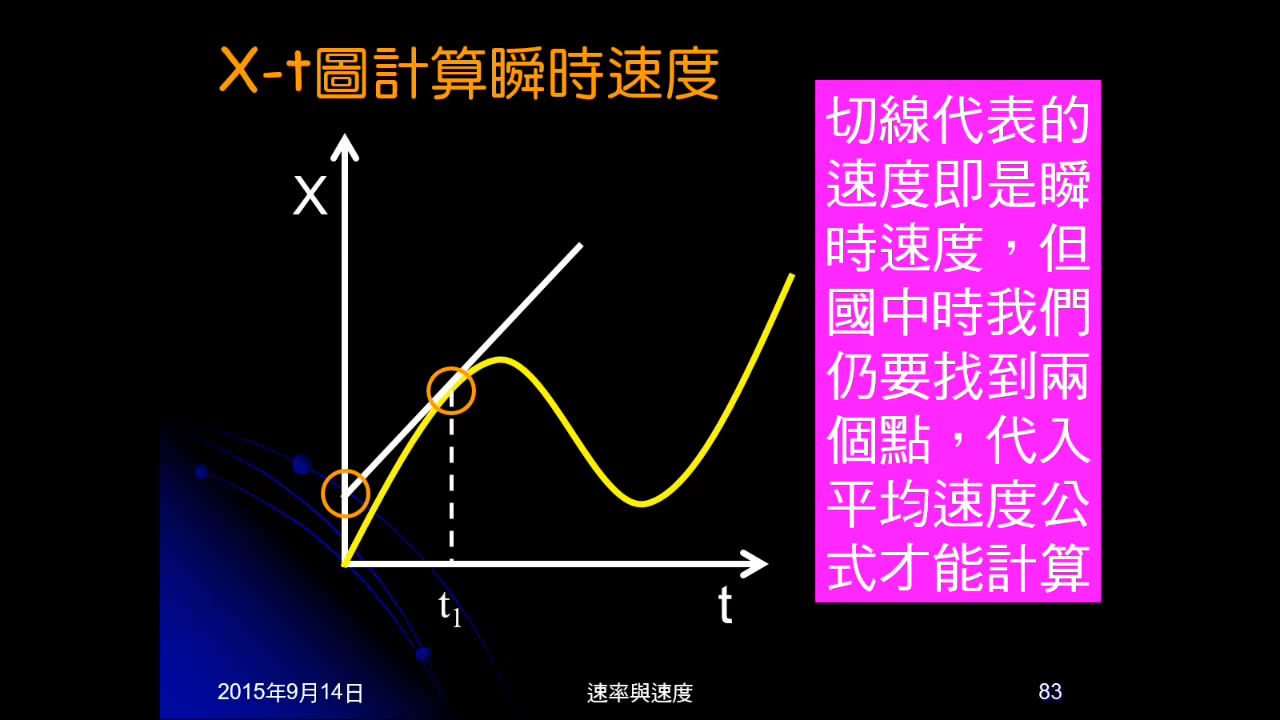 X-t圖計算瞬時速度
切線代表的
速度即是瞬
時速度，但
國中時我們
仍要找到兩
個點，代入
平均速度公
式才能計算
X
t₁
t
2015年9月14日
速率與速度
83